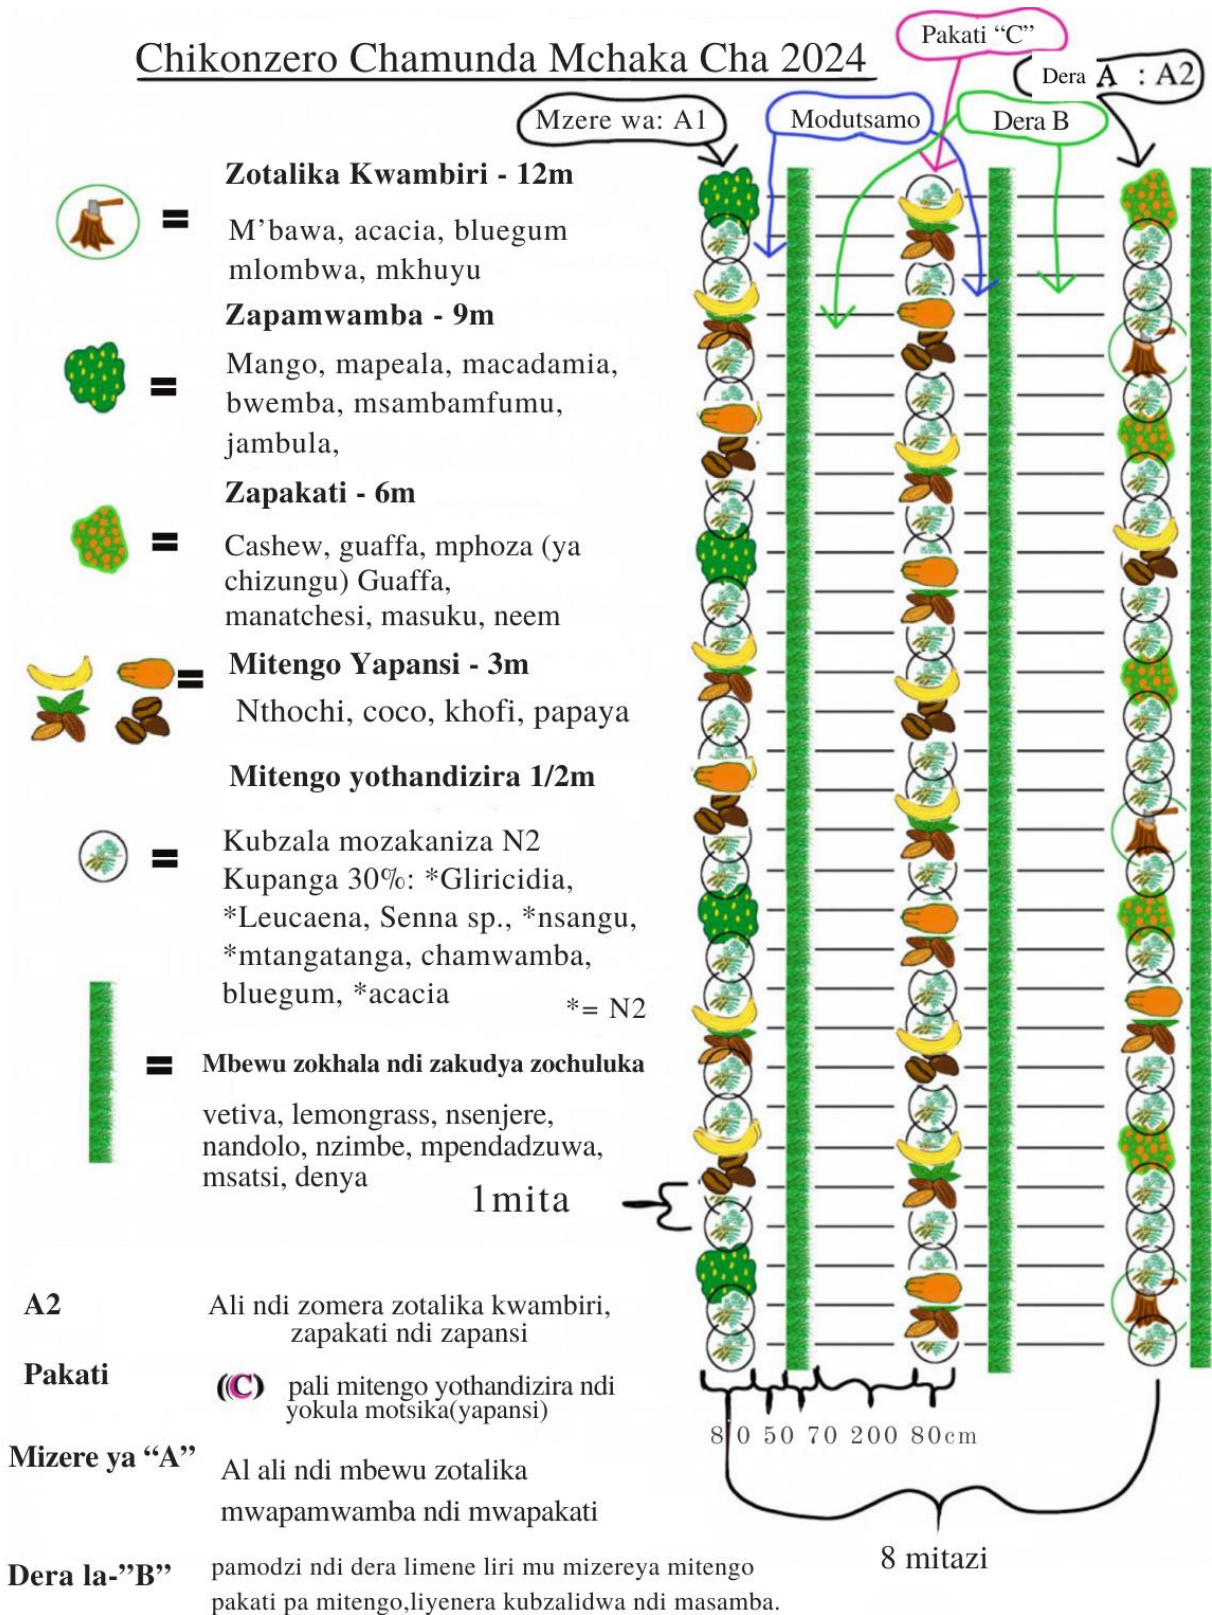 Chikonzero Chamunda Mchaka Cha 2024
Pakati “C”
Dera A : A2
Mzere wa: A1
Modutsamo
Dera B
Zotalika Kwambiri - 12m
=
M’bawa, acacia, bluegum
mlombwa, mkhuyu
Zapamwamba - 9m
=
Mango, mapeala, macadamia,
bwemba, msambamfumu,
jambula,
Zapakati - 6m
=
Cashew, guaffa, mphoza (ya
chizungu) Guaffa,
manatchesi, masuku, neem
=
Mitengo Yapansi - 3m
Nthochi, coco, khofi, papaya
Mitengo yothandizira 1/2m
=
Kubzala mozakaniza N2
Kupanga 30%: *Gliricidia,
*Leucaena, Senna sp., *nsangu,
*mtangatanga, chamwamba,
bluegum, *acacia
*= N2
=
Mbewu zokhala ndi zakudya zochuluka
vetiva, lemongrass, nsenjere,
nandolo, nzimbe, mpendadzuwa,
msatsi, denya
1mita
A2
Ali ndi zomera zotalika kwambiri,
zapakati ndi zapansi
Pakati
((C) pali mitengo yothandizira ndi
yokula motsika(yapansi)
Mizere ya “A”
Al ali ndi mbewu zotalika
mwapamwamba ndi mwapakati
Dera la-”B”
pamodzi ndi dera limene liri mu mizereya mitengo
pakati pa mitengo,liyenera kubzalidwa ndi masamba.
80 50 70 200 80cm
8 mitazi